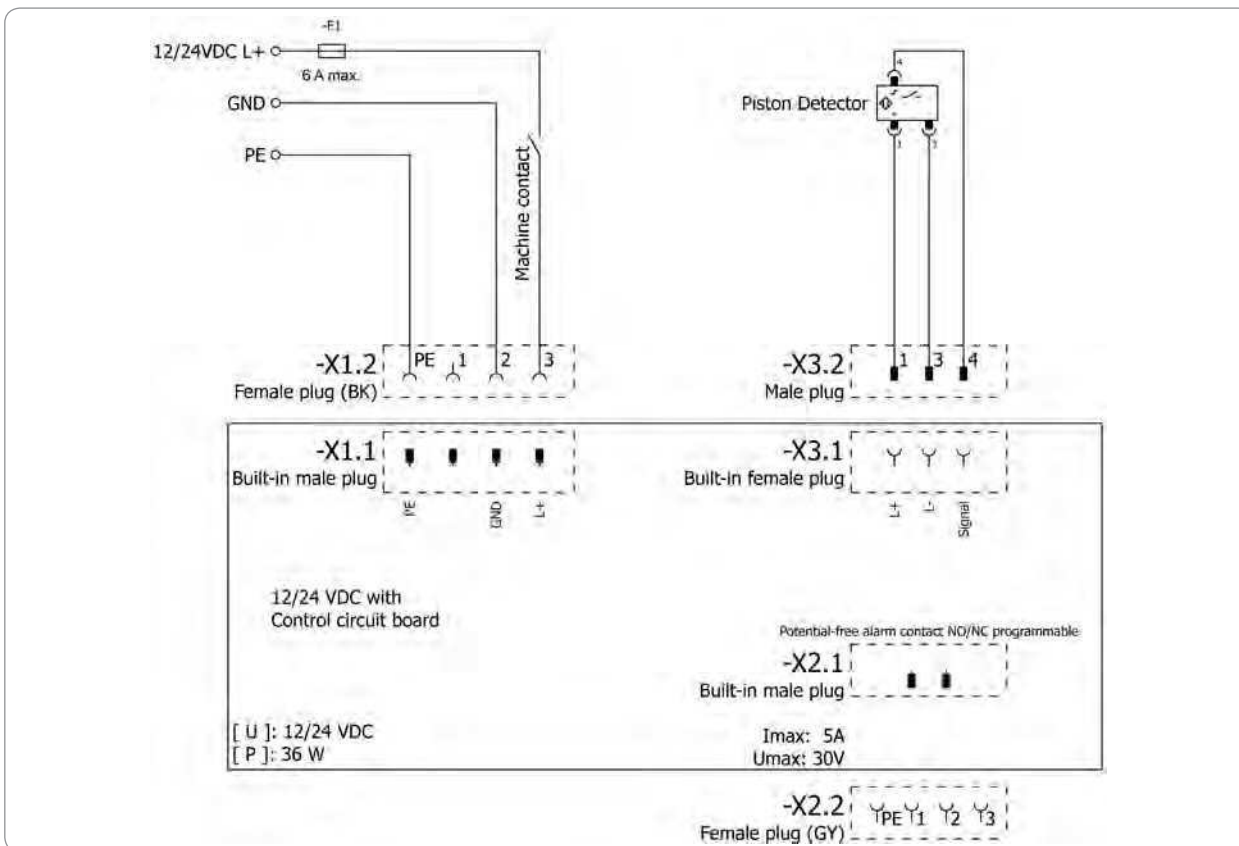 -F1
12/24VDC L+
6 A max.
GND
PE
Machine contact
4
Piston Detector
1
3
-X1.2 PE 1 2 3
Female plug (BK)
-X3.2 1 3 4
Male plug
-X1.1
Built-in male plug
PE GND L+
-X3.1
Built-in female plug
L+ L- Signal
12/24 VDC with
Control circuit board
Potential-free alarm contact NO/NC programmable
-X2.1
Built-in male plug
[ U ]: 12/24 VDC
[ P ]: 36 W
Imax: 5A
Umax: 30V
-X2.2 PE 1 2 3
Female plug (GY)